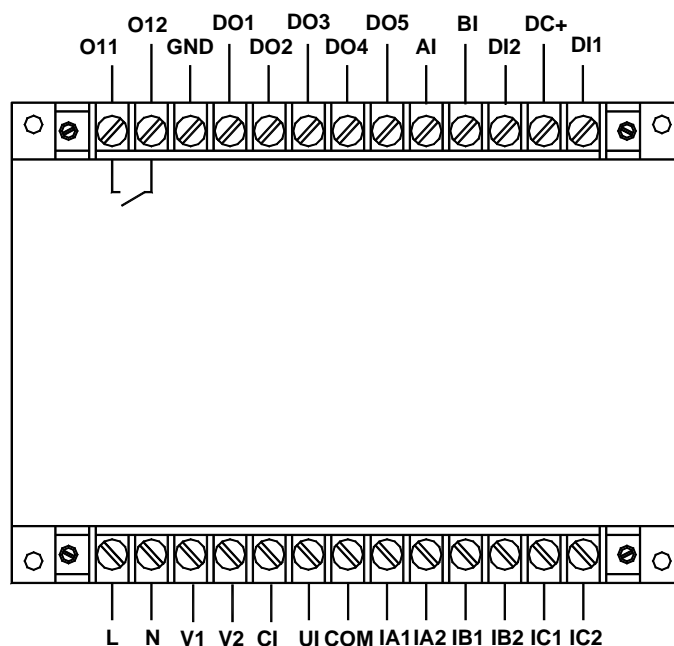 O12 DO1 DO3 DO5 BI DC+
O11 GND DO2 DO4 AI DI2 DI1
L N V1 V2 CI UI COM IA1 IA2 IB1 IB2 IC1 IC2